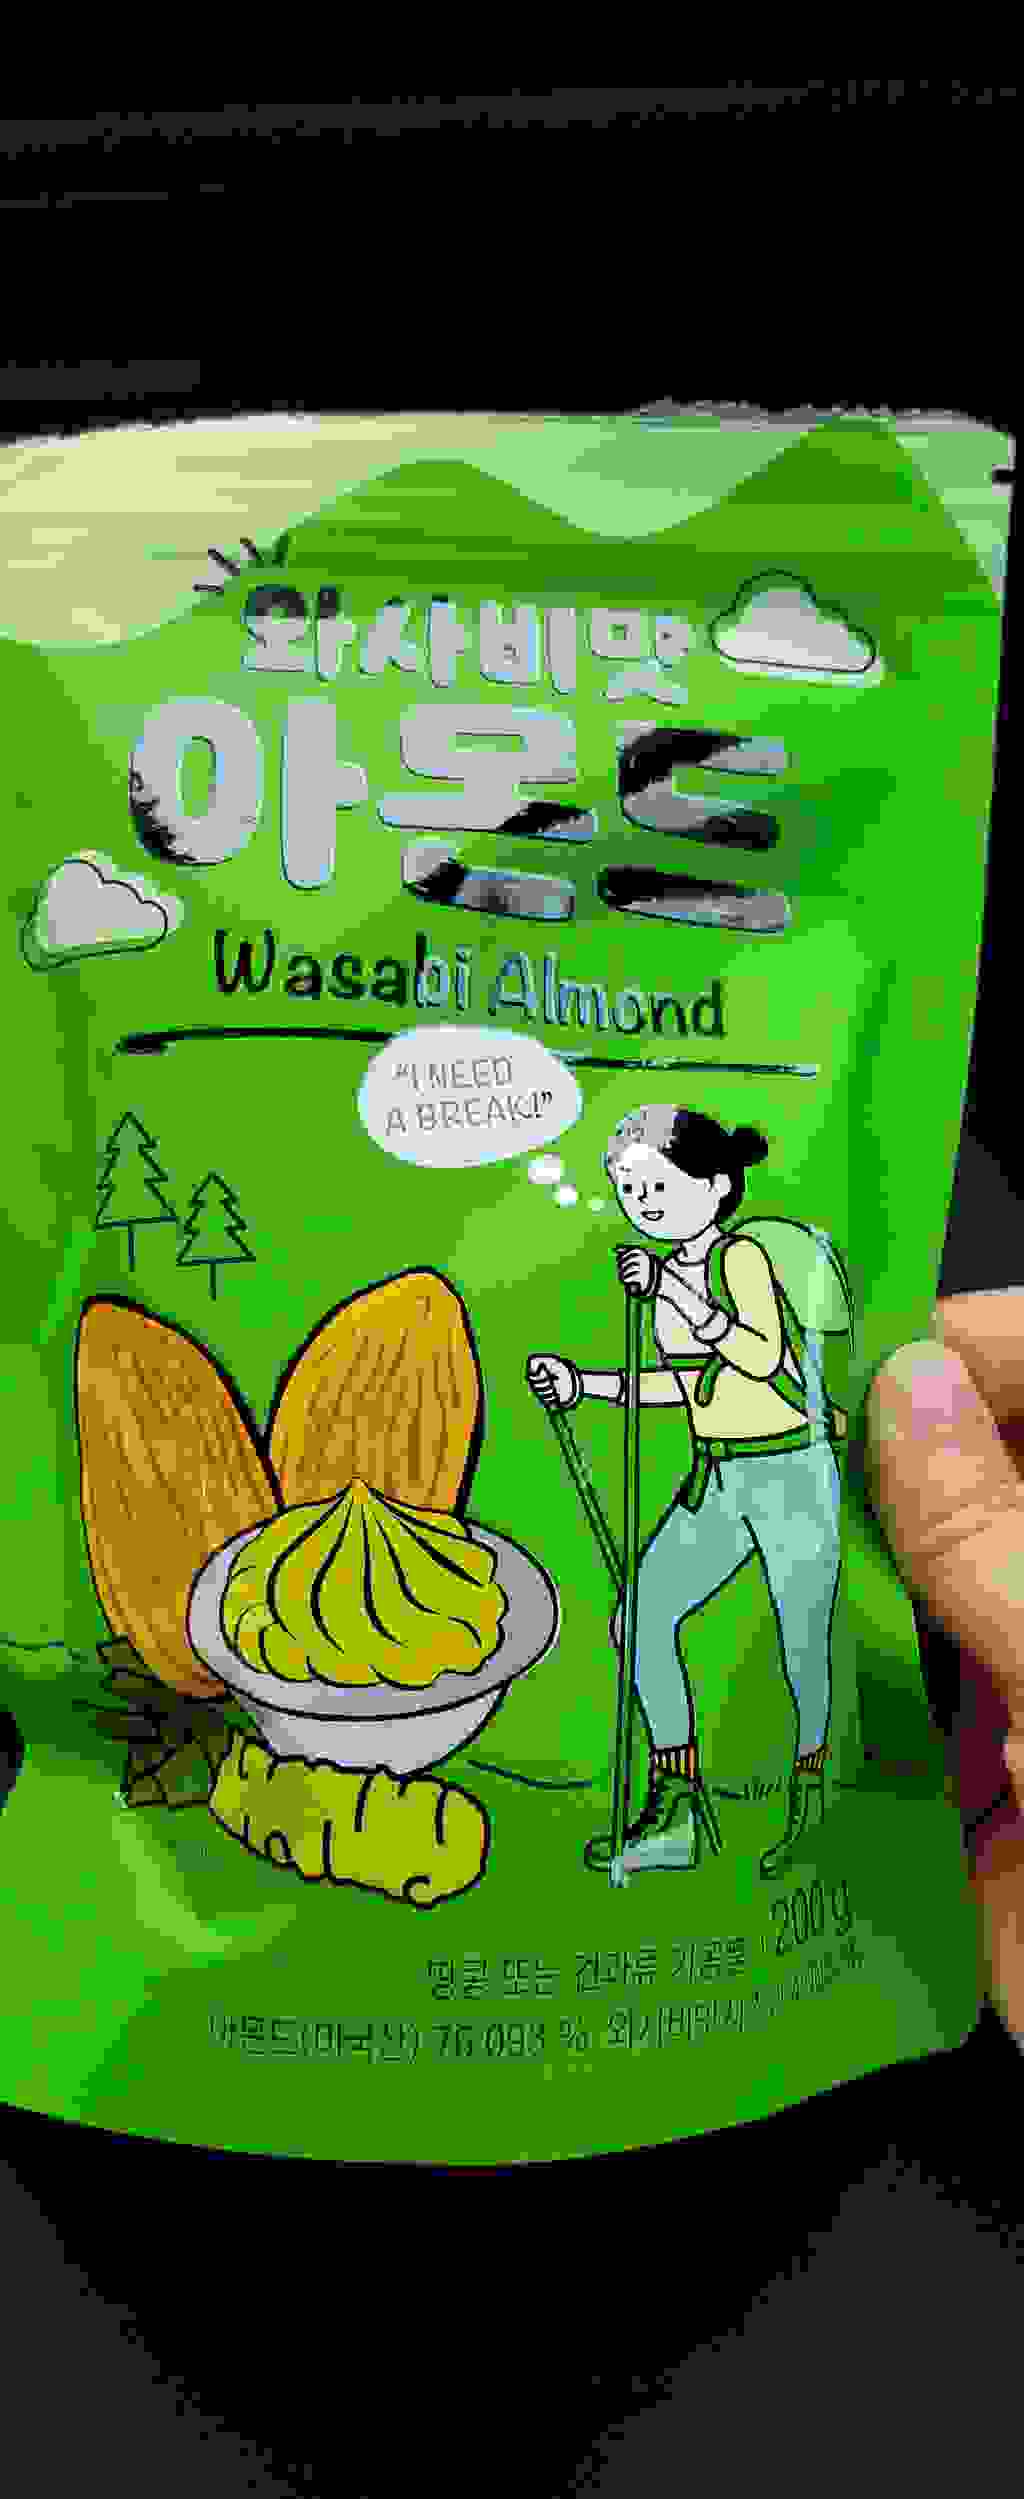 와사비맛
아몬드
Wasabi Almond
“I NEED
A BREAK!”
200 g
땅콩 또는 견과류 가공품
아몬드(미국산) 76.093 %